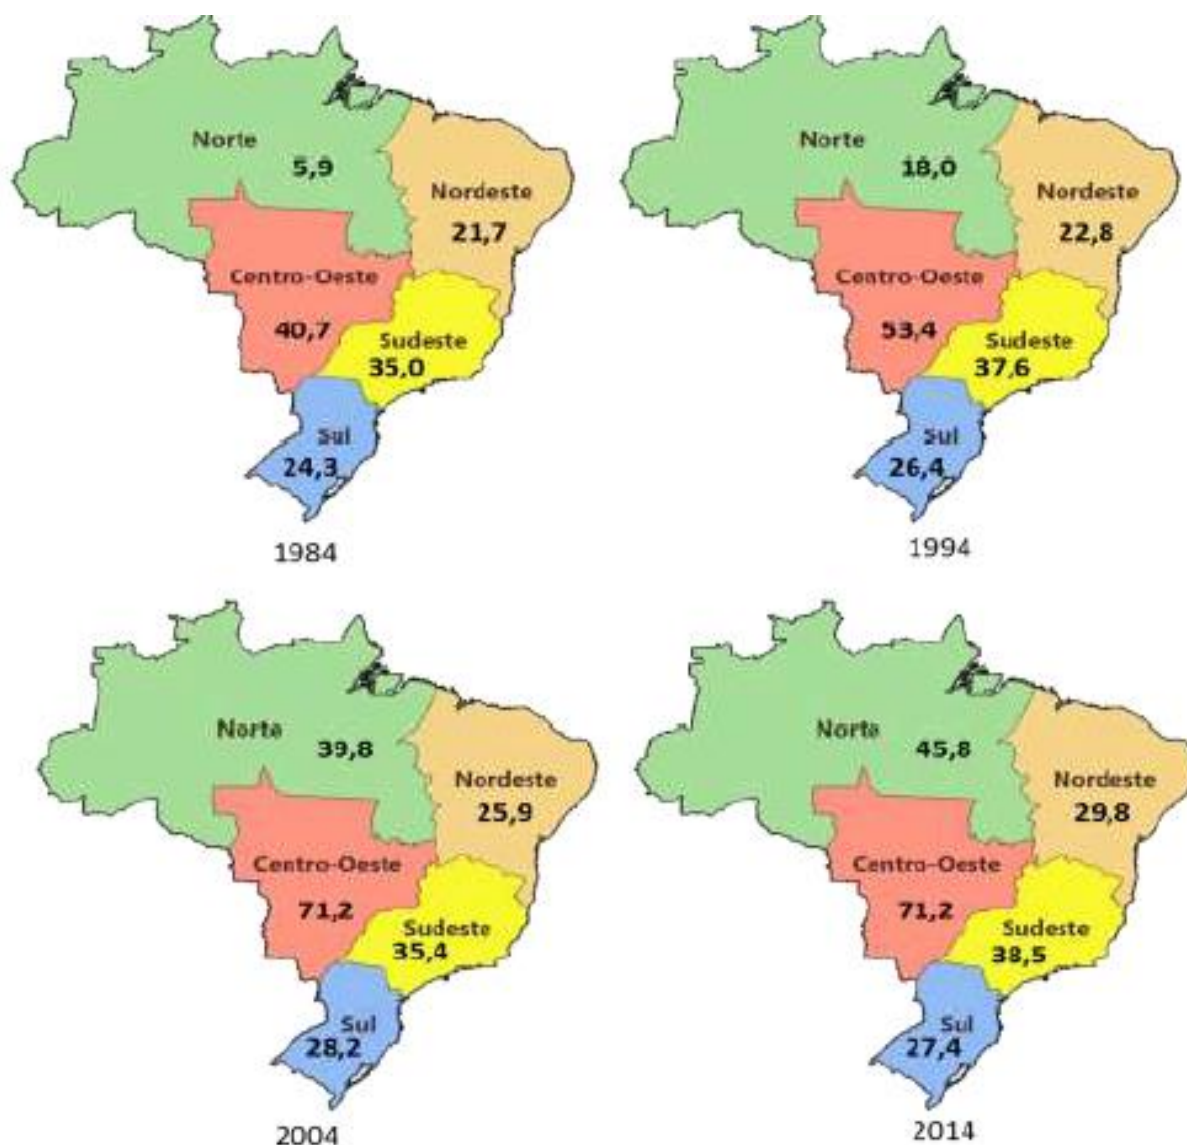 Norte
5,9
Nordeste
21,7
Centro-Oeste
40,7
Sudeste
35,0
Sul
24,3
1984
Norte
18,0
Nordeste
22,8
Centro-Oeste
53,4
Sudeste
37,6
Sul
26,4
1994
Norte
39,8
Nordeste
25,9
Centro-Oeste
71,2
Sudeste
35,4
Sul
28,2
2004
Norte
45,8
Nordeste
29,8
Centro-Oeste
71,2
Sudeste
38,5
Sul
27,4
2014